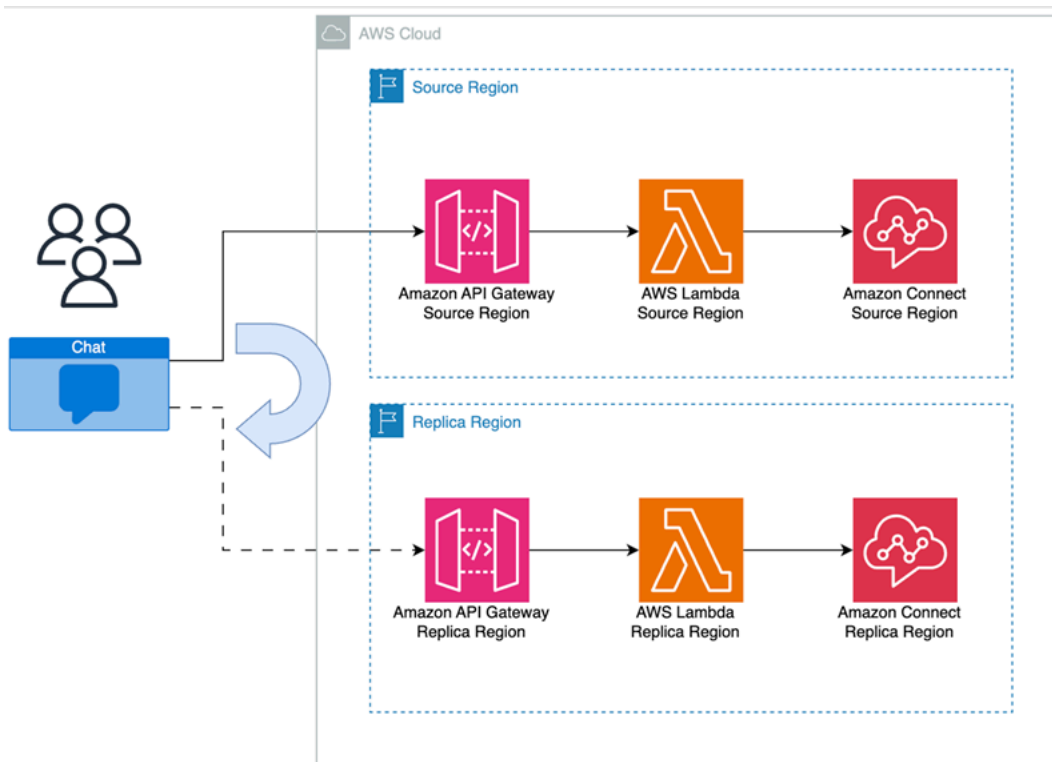 AWS Cloud
Source Region
Amazon API Gateway
Source Region
AWS Lambda
Source Region
Amazon Connect
Source Region
Chat
Replica Region
Amazon API Gateway
Replica Region
AWS Lambda
Replica Region
Amazon Connect
Replica Region